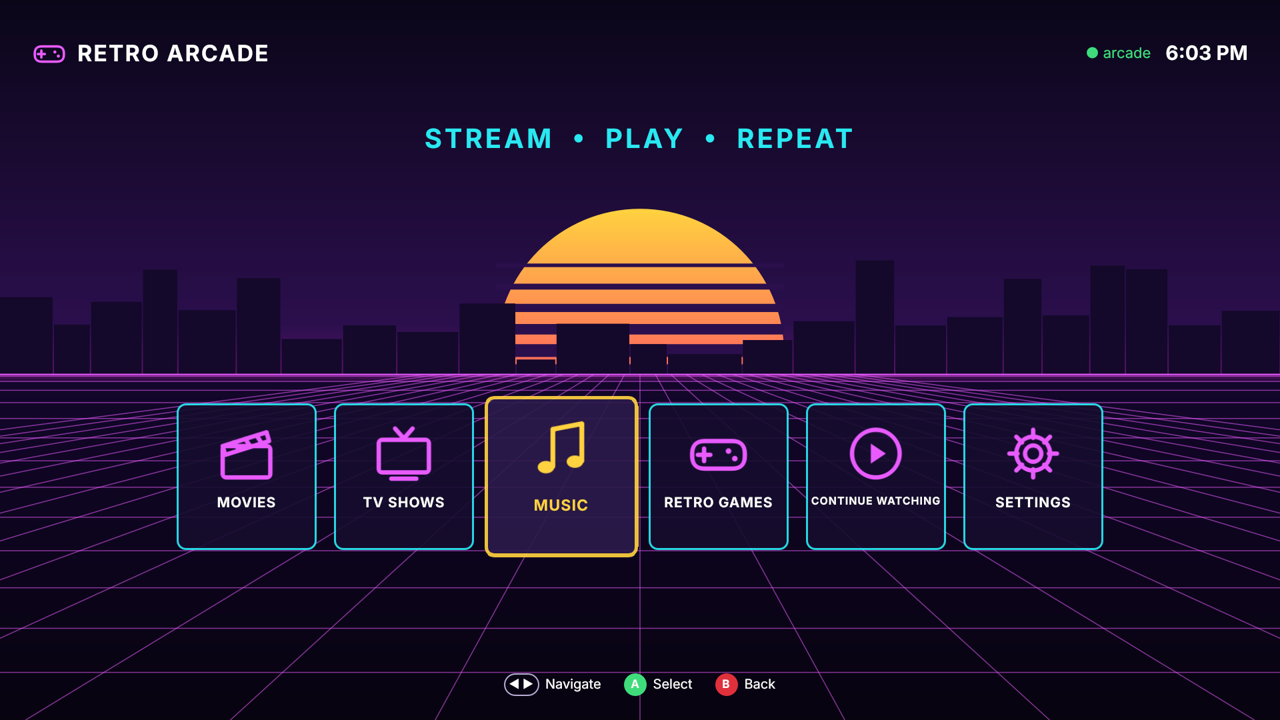 RETRO ARCADE
arcade 6:03 PM
STREAM • PLAY • REPEAT
MOVIES
TV SHOWS
MUSIC
RETRO GAMES
CONTINUE WATCHING
SETTINGS
Navigate A Select B Back